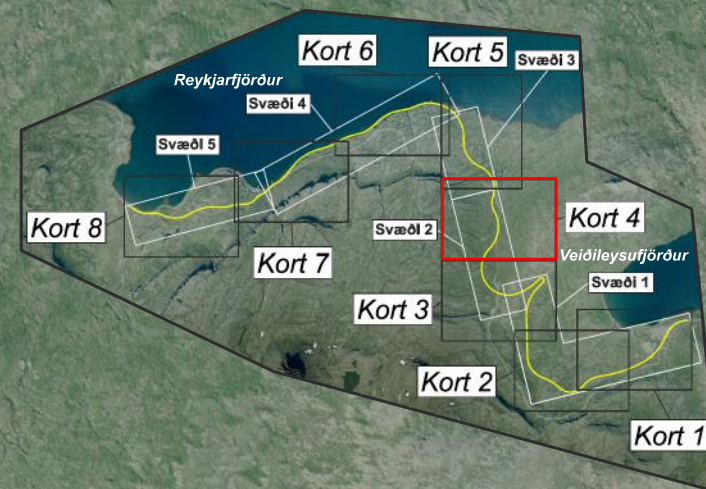 Kort 6
Kort 5
Svæði 3
Reykjarfjörður
Svæði 4
Svæði 5
Kort 8
Kort 4
Svæði 2
Kort 7
Veiðileysufjörður
Svæði 1
Kort 3
Kort 2
Kort 1